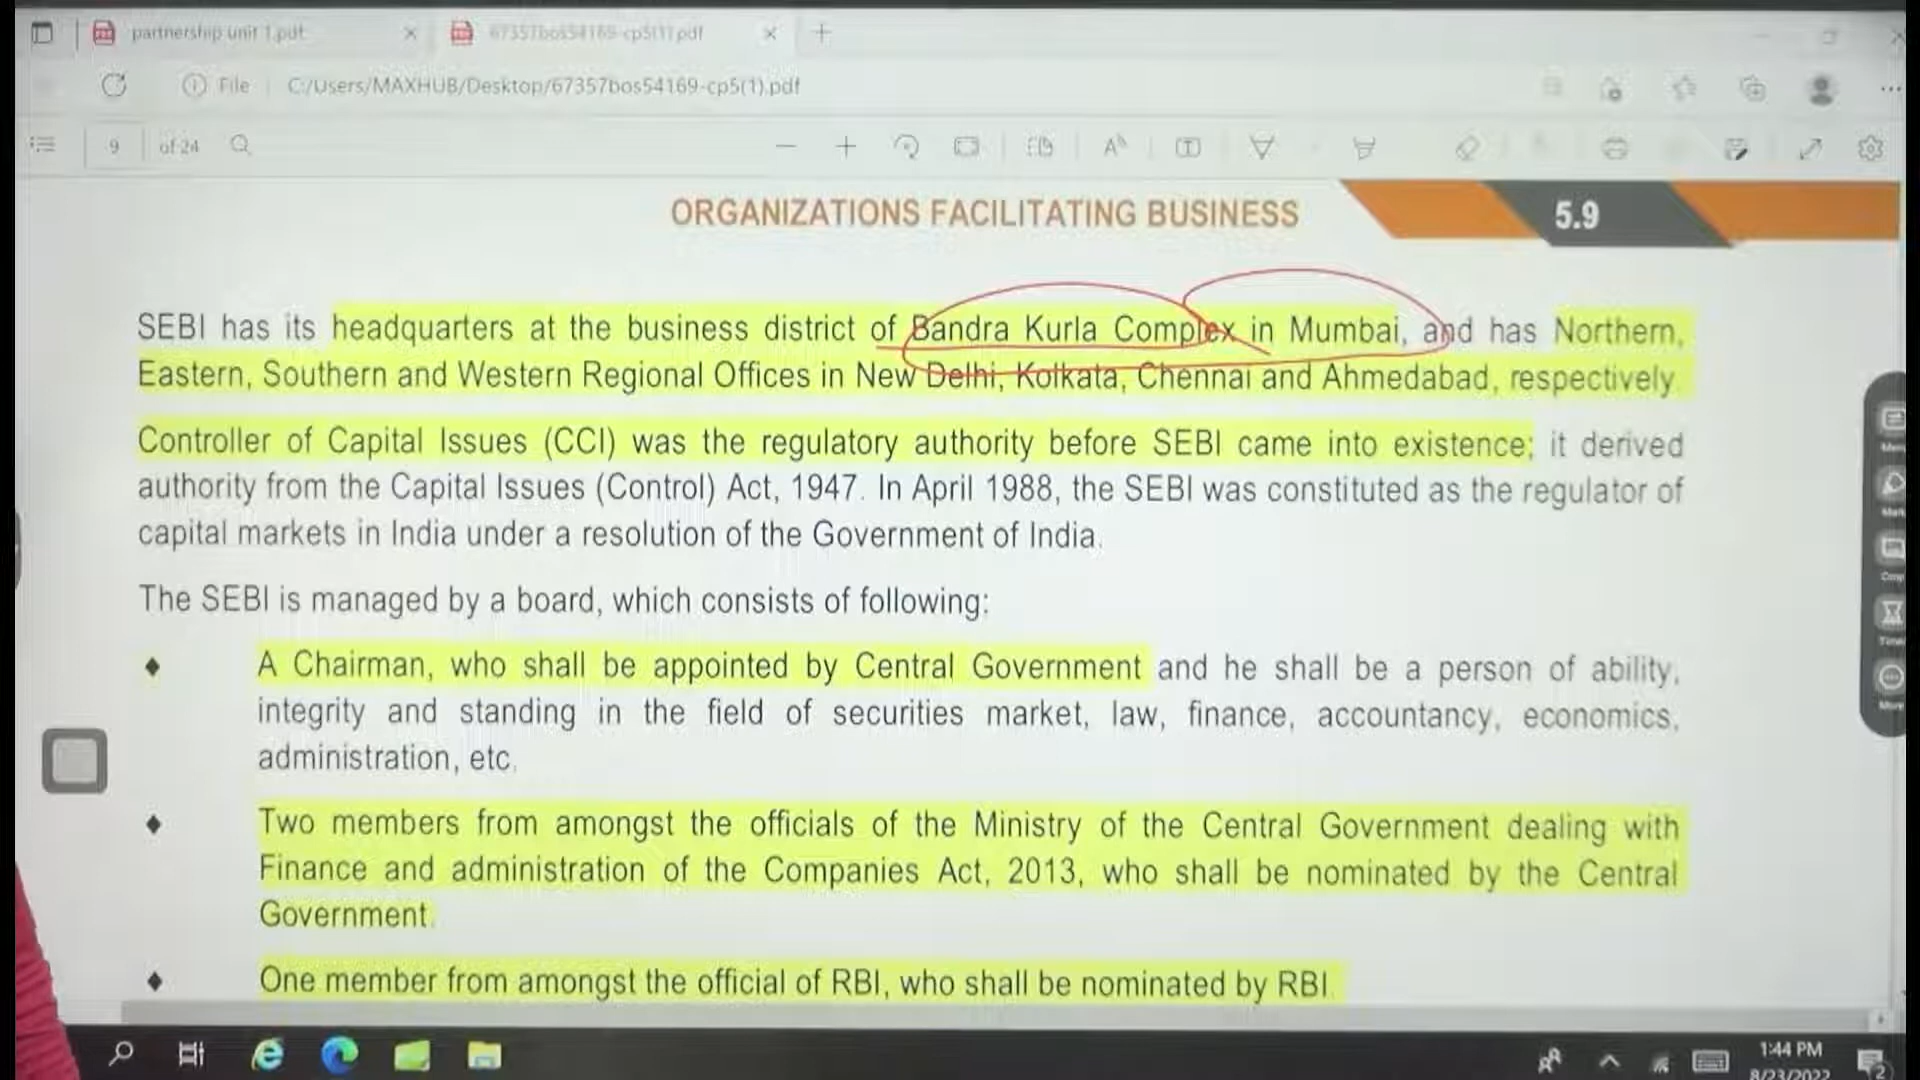 partnership unit 1.pdf
67357bos54169-cp5(1).pdf
File C:/Users/MAXHUB/Desktop/67357bos54169-cp5(1).pdf
9 of 24
ORGANIZATIONS FACILITATING BUSINESS 5.9
SEBI has its headquarters at the business district of Bandra Kurla Complex in Mumbai, and has Northern,
Eastern, Southern and Western Regional Offices in New Delhi, Kolkata, Chennai and Ahmedabad, respectively.
Controller of Capital Issues (CCI) was the regulatory authority before SEBI came into existence; it derived
authority from the Capital Issues (Control) Act, 1947. In April 1988, the SEBI was constituted as the regulator of
capital markets in India under a resolution of the Government of India.
The SEBI is managed by a board, which consists of following:
♦ A Chairman, who shall be appointed by Central Government and he shall be a person of ability,
integrity and standing in the field of securities market, law, finance, accountancy, economics,
administration, etc.
♦ Two members from amongst the officials of the Ministry of the Central Government dealing with
Finance and administration of the Companies Act, 2013, who shall be nominated by the Central
Government.
♦ One member from amongst the official of RBI, who shall be nominated by RBI.
1:44 PM
8/23/2022
2